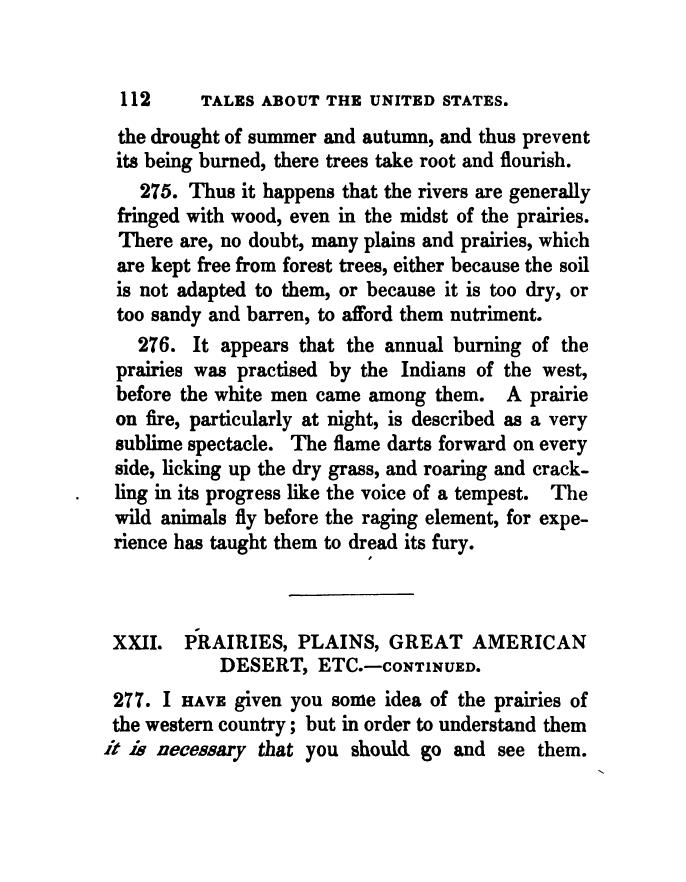 112 TALES ABOUT THE UNITED STATES.
the drought of summer and autumn, and thus prevent
its being burned, there trees take root and flourish.
275. Thus it happens that the rivers are generally
fringed with wood, even in the midst of the prairies.
There are, no doubt, many plains and prairies, which
are kept free from forest trees, either because the soil
is not adapted to them, or because it is too dry, or
too sandy and barren, to afford them nutriment.
276. It appears that the annual burning of the
prairies was practised by the Indians of the west,
before the white men came among them. A prairie
on fire, particularly at night, is described as a very
sublime spectacle. The flame darts forward on every
side, licking up the dry grass, and roaring and crack-
ling in its progress like the voice of a tempest. The
wild animals fly before the raging element, for expe-
rience has taught them to dread its fury.
XXII. PRAIRIES, PLAINS, GREAT AMERICAN
DESERT, ETC.—CONTINUED.
277. I HAVE given you some idea of the prairies of
the western country; but in order to understand them
it is necessary that you should go and see them.